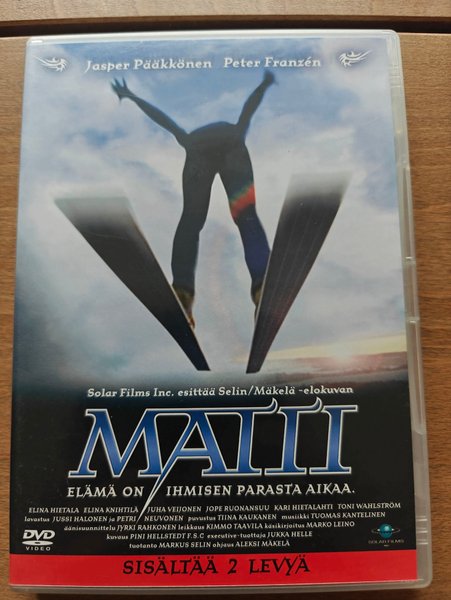 Jasper Pääkkönen Peter Franzén
Solar Films Inc. esittää Selin/Mäkelä -elokuvan
MATTI
ELÄMÄ ON IHMISEN PARASTA AIKAA.
ELINA HIETALA ELINA KNIHTILÄ JUHA VEIJONEN JOPE RUONANSUU KARI HIETALAHTI TONI WAHLSTRÖM
lavastus JUSSI HALONEN ja PETRI NEUVONEN puvustus TIINA KAUKANEN musiikki TUOMAS KANTELINEN
äänisuunnittelu JYRKI RAHKONEN leikkaus KIMMO TAAVILA käsikirjoitus MARKO LEINO
kuvaus PINI HELLSTEDT F.S.C executive-tuottaja JUKKA HELLE
tuotanto MARKUS SELIN ohjaus ALEKSI MÄKELÄ
DVD
VIDEO
SOLAR FILMS
SISÄLTÄÄ 2 LEVYÄ